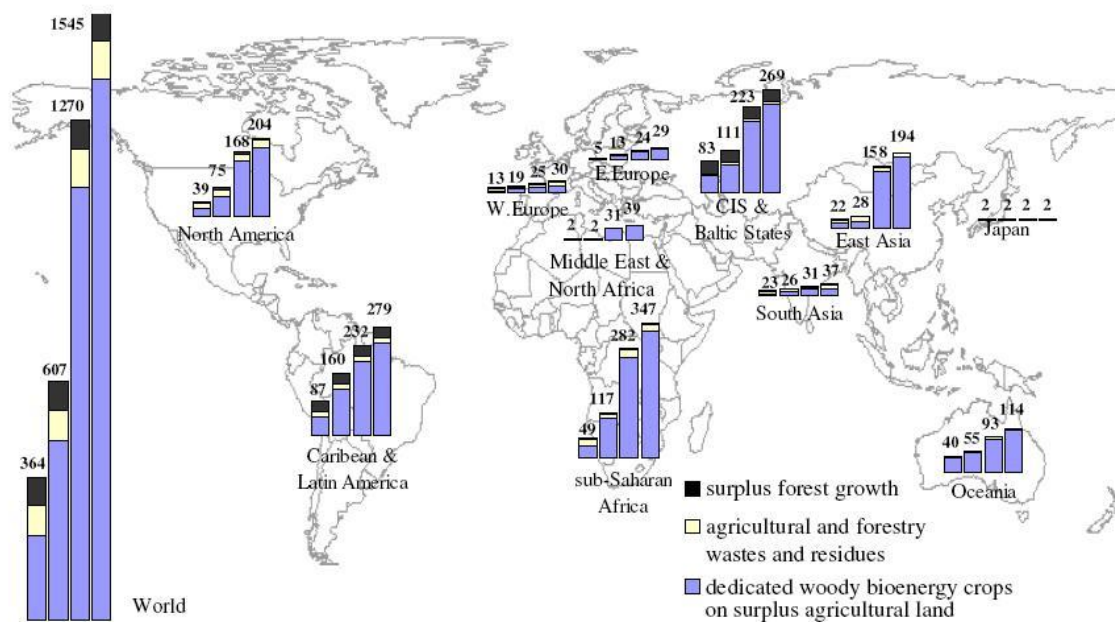 1545
1270
607
364
World
39 75 168 204
North America
87 160 232 279
Caribean &
Latin America
13 19 25 30
W.Europe
5 13 24 29
E.Europe
2 2 31 39
Middle East &
North Africa
49 117 282 347
sub-Saharan
Africa
83 111 223 269
CIS &
Baltic States
22 28 158 194
East Asia
2 2 2 2
Japan
23 26 31 37
South Asia
40 55 93 114
Oceania
surplus forest growth
agricultural and forestry
wastes and residues
dedicated woody bioenergy crops
on surplus agricultural land